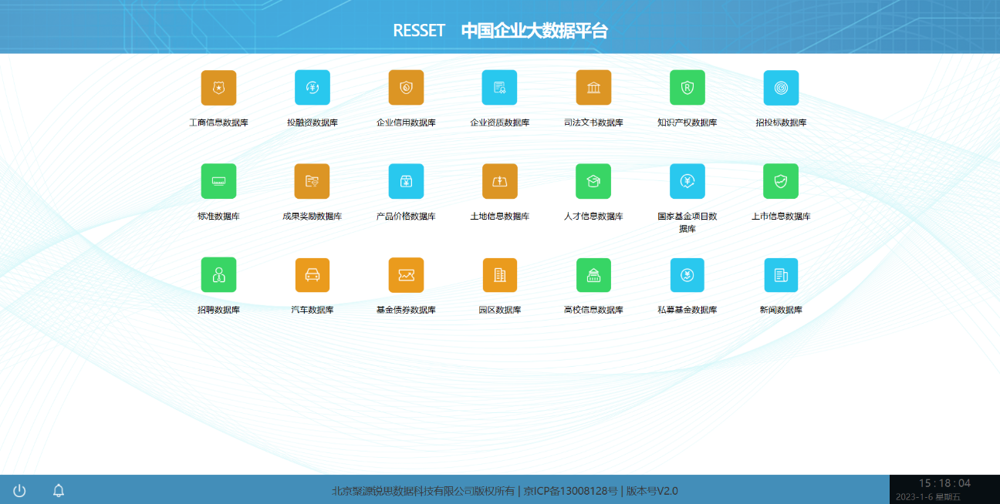 RESSET 中国企业大数据平台
工商信息数据库 投融资数据库 企业信用数据库 企业资质数据库 司法文书数据库 知识产权数据库 招投标数据库
标准数据库 成果奖励数据库 产品价格数据库 土地信息数据库 人才信息数据库 国家基金项目数据库 上市信息数据库
招聘数据库 汽车数据库 基金债券数据库 园区数据库 高校信息数据库 私募基金数据库 新闻数据库
北京聚源锐思数据科技有限公司版权所有 | 京ICP备13008128号 | 版本号V2.0
15 : 18 : 04
2023-1-6 星期五